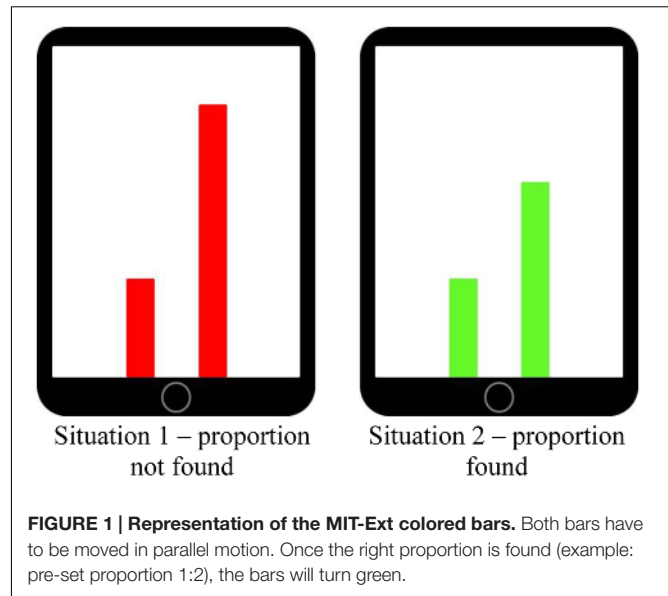 Situation 1 – proportion
not found
Situation 2 – proportion
found
FIGURE 1 | Representation of the MIT-Ext colored bars. Both bars have
to be moved in parallel motion. Once the right proportion is found (example:
pre-set proportion 1:2), the bars will turn green.